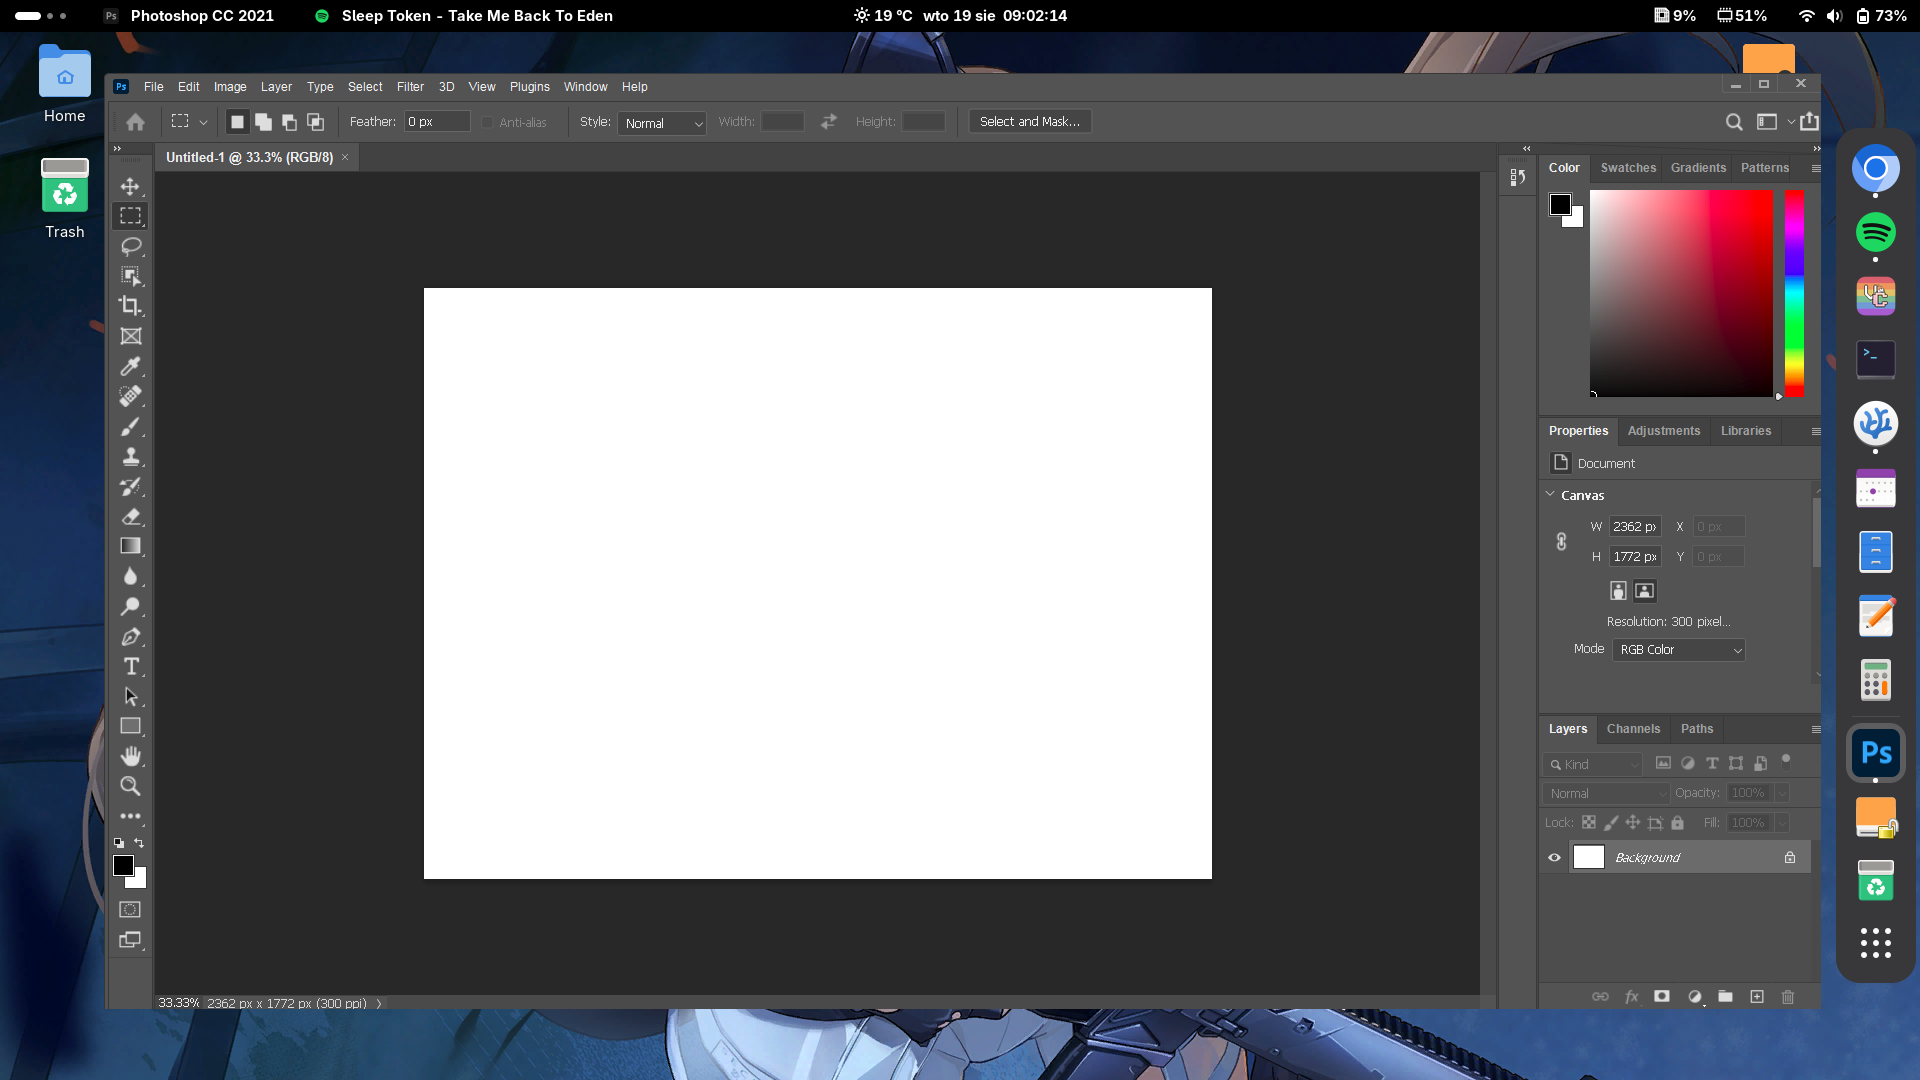 Photoshop CC 2021
Sleep Token - Take Me Back To Eden
19 °C wto 19 sie 09:02:14
9% 51% 73%
Home
Trash
Ps File Edit Image Layer Type Select Filter 3D View Plugins Window Help
Feather: 0 px Anti-alias Style: Normal Width: Height: Select and Mask...
Untitled-1 @ 33.3% (RGB/8) ×
Color Swatches Gradients Patterns
Properties Adjustments Libraries
Document
Canvas
W 2362 px X 0 px
H 1772 px Y 0 px
Resolution: 300 pixel...
Mode RGB Color
Layers Channels Paths
Kind
Normal Opacity: 100%
Lock: Fill: 100%
Background
fx
33.33% 2362 px x 1772 px (300 ppi)
Ps